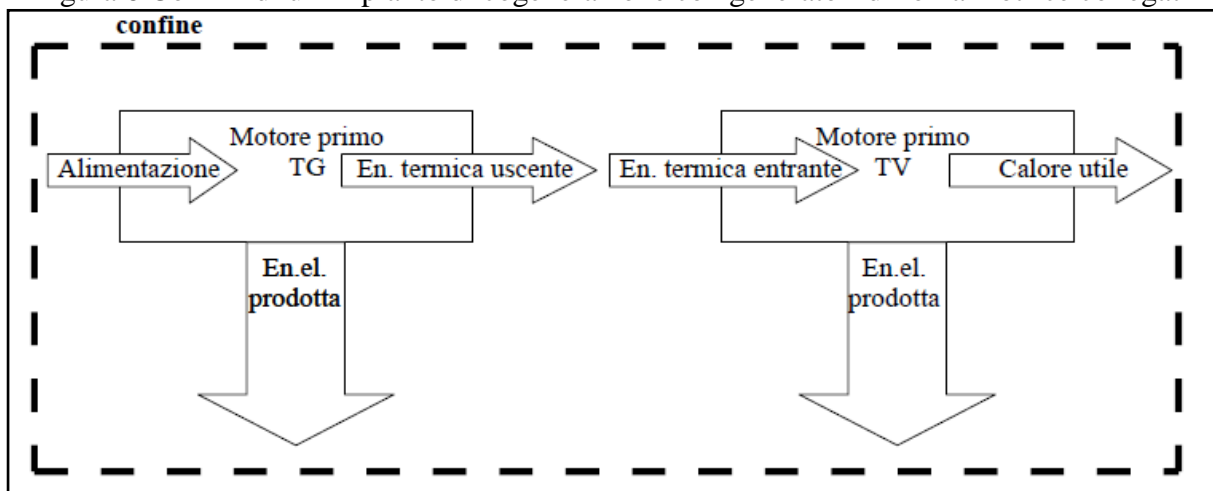 confine
Motore primo
TG
Alimentazione
En. termica uscente
En.el.
prodotta
Motore primo
TV
En. termica entrante
Calore utile
En.el.
prodotta